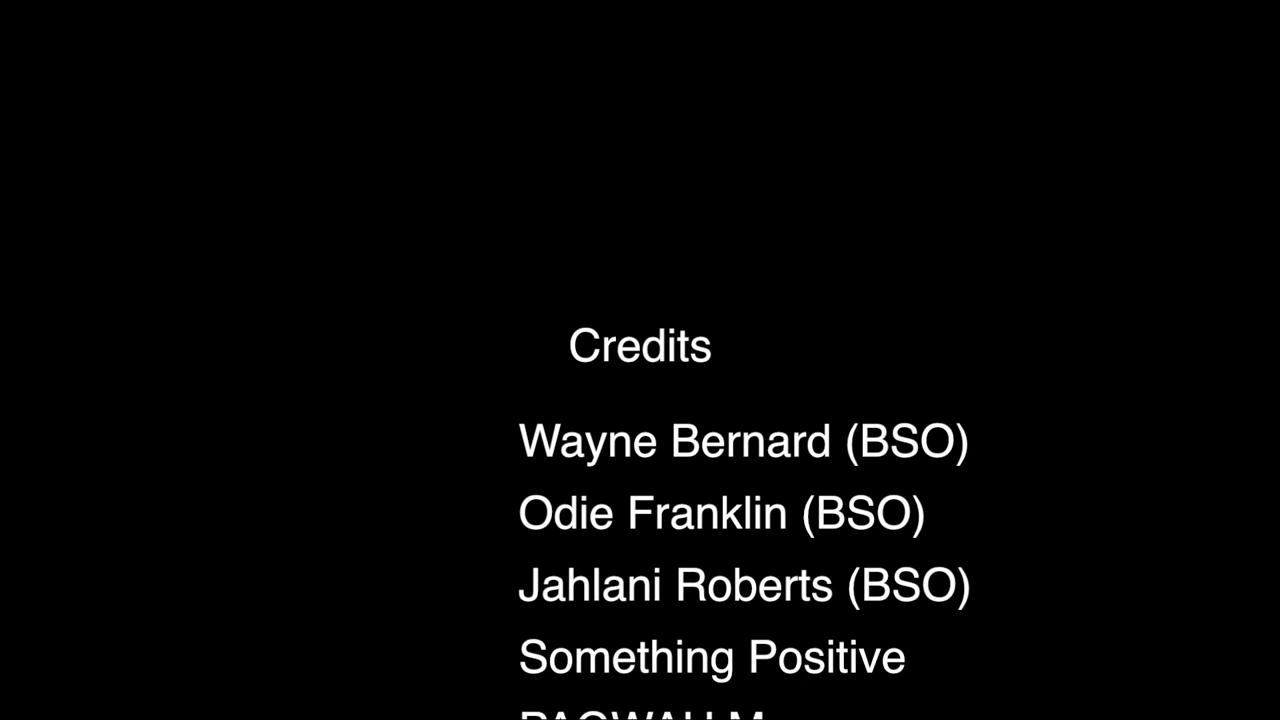 Credits
Wayne Bernard (BSO)
Odie Franklin (BSO)
Jahlani Roberts (BSO)
Something Positive